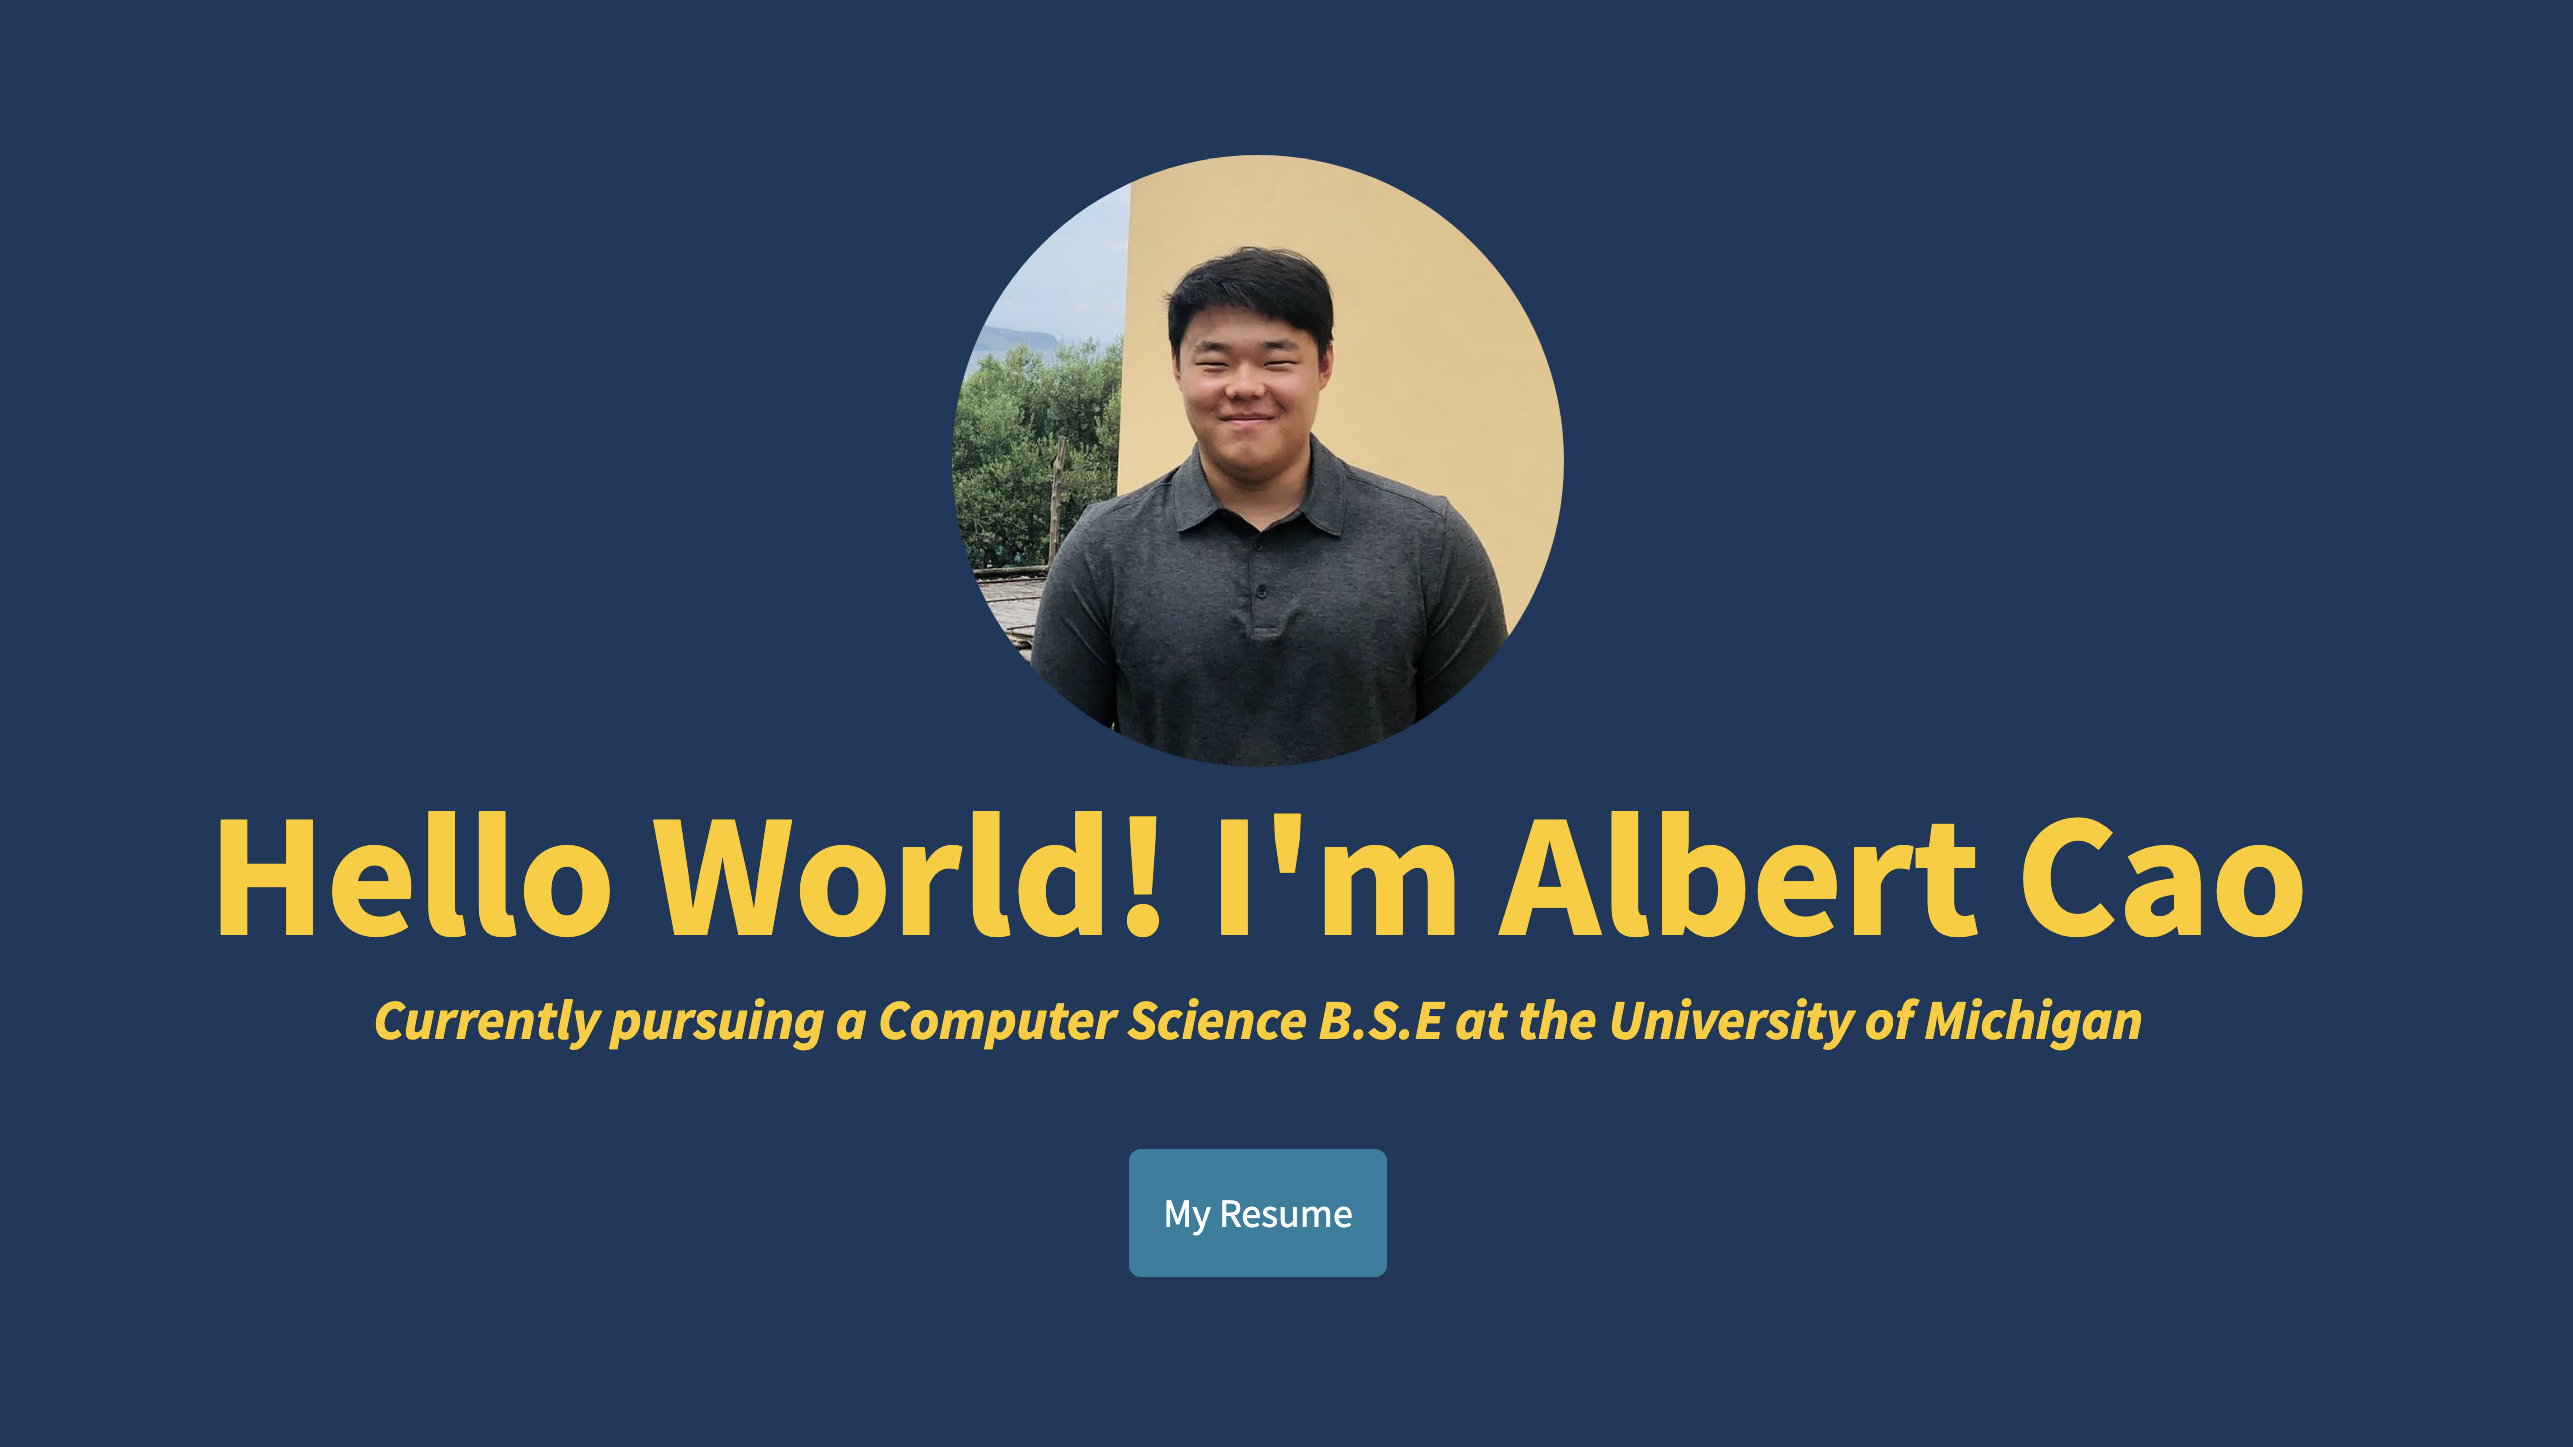 Hello World! I'm Albert Cao
Currently pursuing a Computer Science B.S.E at the University of Michigan
My Resume